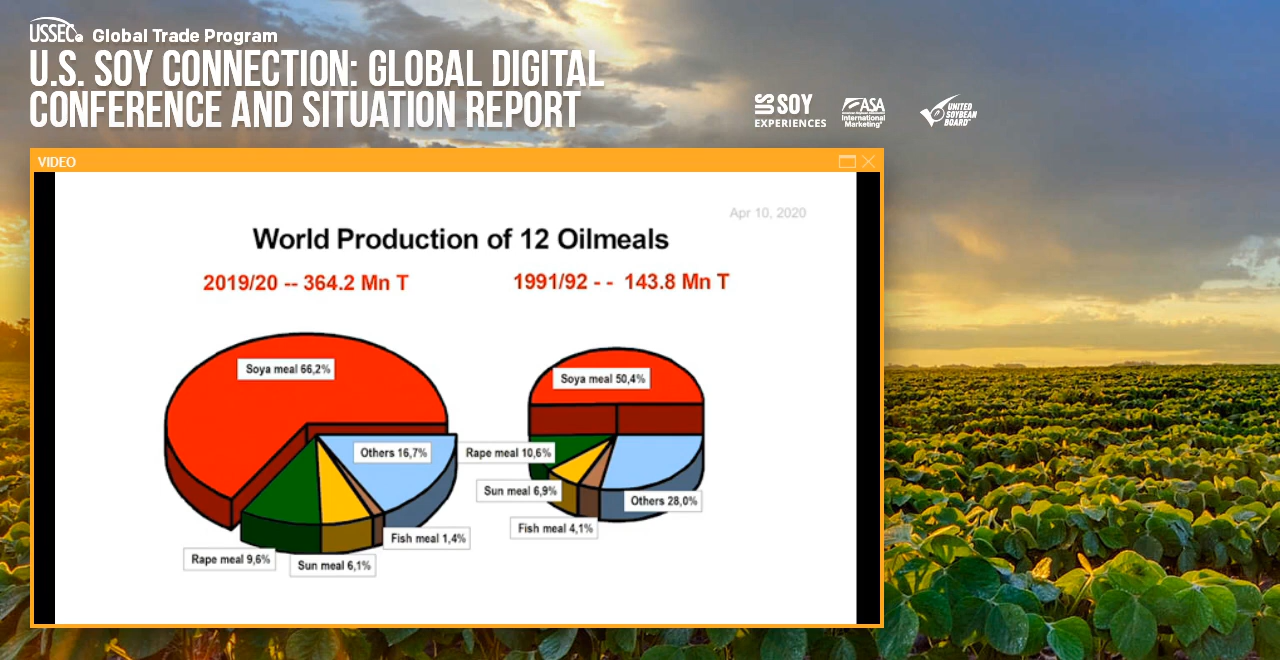 USSEC Global Trade Program
U.S. SOY CONNECTION: GLOBAL DIGITAL
CONFERENCE AND SITUATION REPORT
US SOY
EXPERIENCES
ASA
International
Marketing
UNITED
SOYBEAN
BOARD
VIDEO
Apr 10, 2020
World Production of 12 Oilmeals
2019/20 -- 364.2 Mn T
1991/92 - - 143.8 Mn T
Soya meal 66,2%
Others 16,7%
Fish meal 1,4%
Rape meal 9,6%
Sun meal 6,1%
Soya meal 50,4%
Rape meal 10,6%
Sun meal 6,9%
Others 28,0%
Fish meal 4,1%